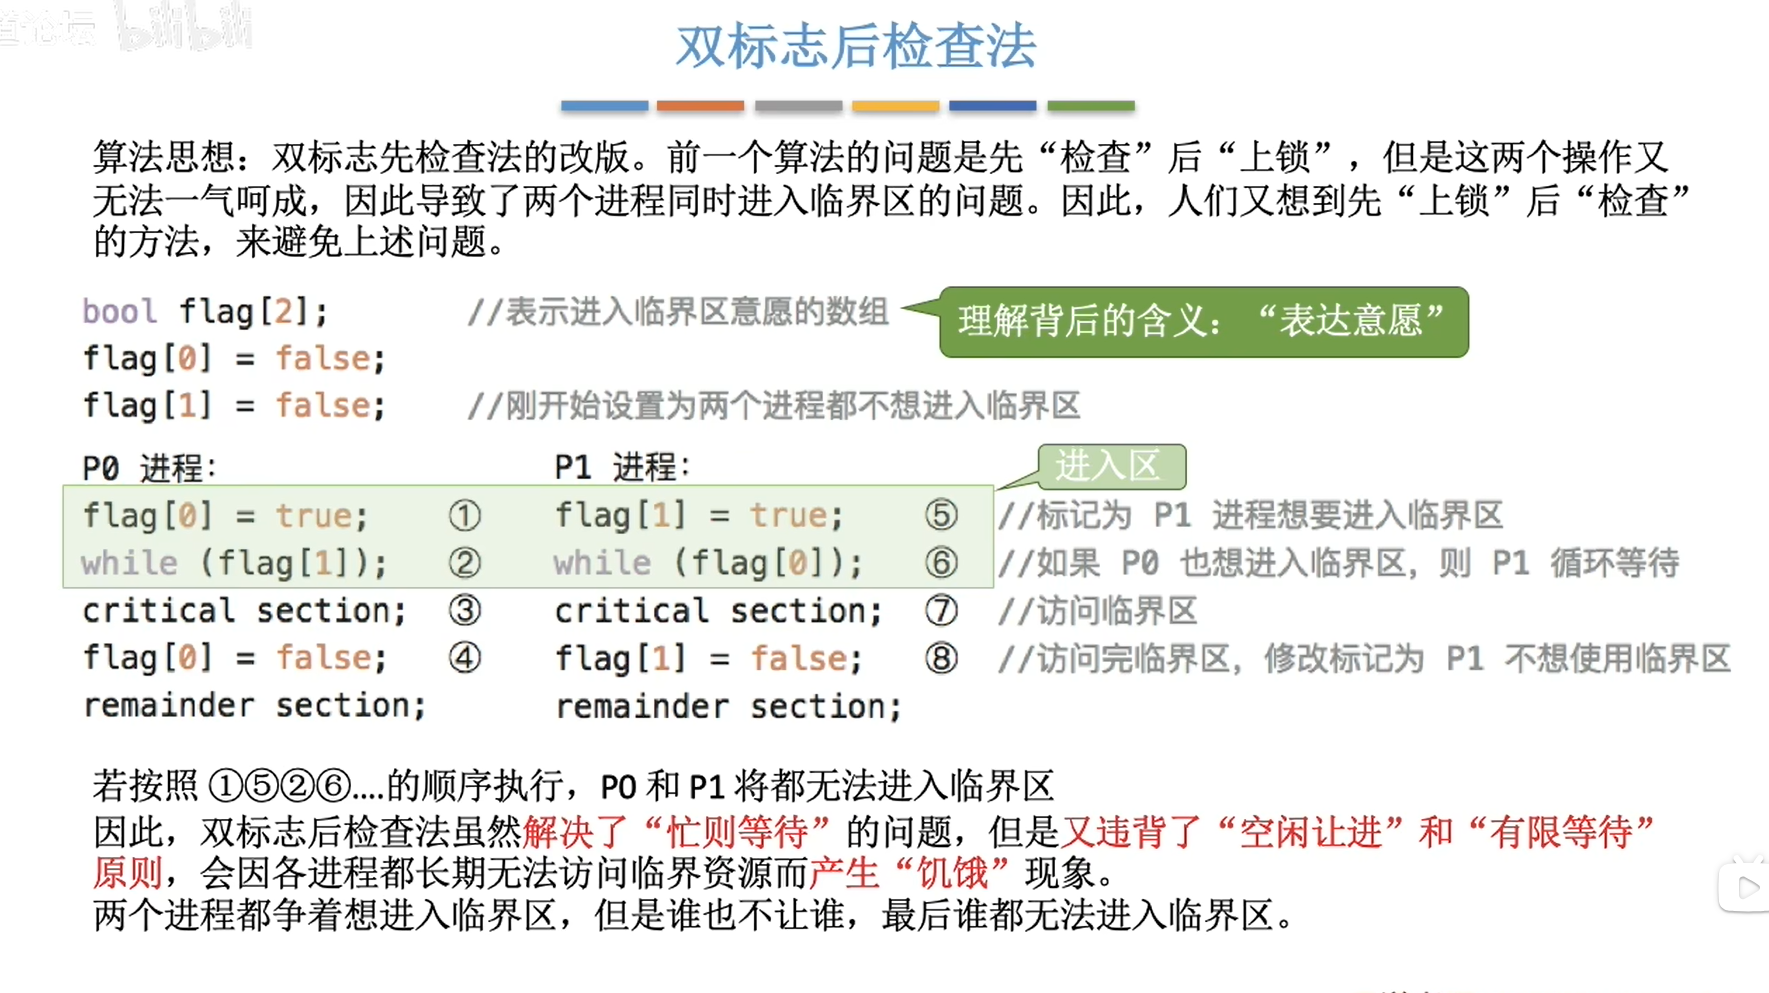 道论坛 bilibili
双标志后检查法
算法思想：双标志先检查法的改版。前一个算法的问题是先“检查”后“上锁”，但是这两个操作又
无法一气呵成，因此导致了两个进程同时进入临界区的问题。因此，人们又想到先“上锁”后“检查”
的方法，来避免上述问题。
bool flag[2]; //表示进入临界区意愿的数组
理解背后的含义：“表达意愿”
flag[0] = false;
flag[1] = false; //刚开始设置为两个进程都不想进入临界区
P0 进程： P1 进程：
进入区
flag[0] = true; ① flag[1] = true; ⑤ //标记为 P1 进程想要进入临界区
while (flag[1]); ② while (flag[0]); ⑥ //如果 P0 也想进入临界区，则 P1 循环等待
critical section; ③ critical section; ⑦ //访问临界区
flag[0] = false; ④ flag[1] = false; ⑧ //访问完临界区，修改标记为 P1 不想使用临界区
remainder section; remainder section;
若按照 ①⑤②⑥....的顺序执行，P0 和 P1 将都无法进入临界区
因此，双标志后检查法虽然解决了“忙则等待”的问题，但是又违背了“空闲让进”和“有限等待”
原则，会因各进程都长期无法访问临界资源而产生“饥饿”现象。
两个进程都争着想进入临界区，但是谁也不让谁，最后谁都无法进入临界区。